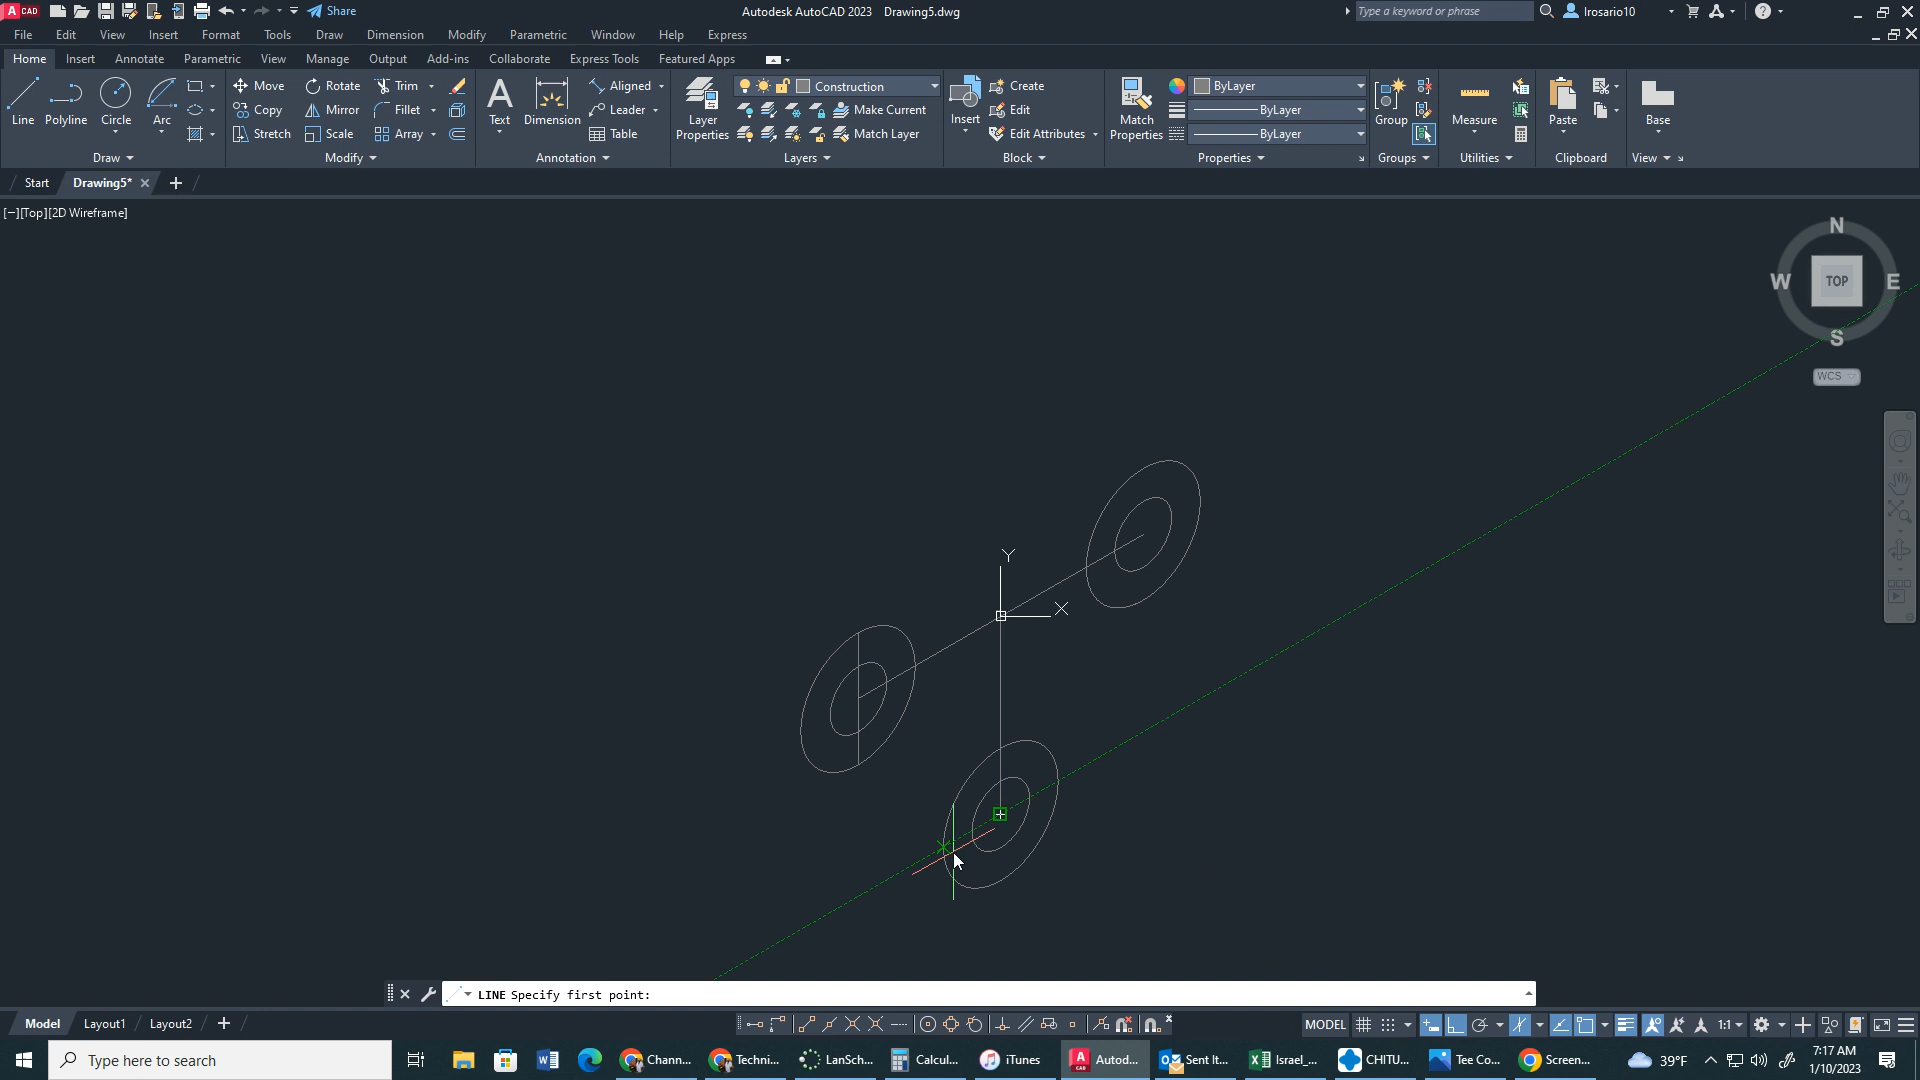 CAD Share Autodesk AutoCAD 2023 Drawing5.dwg Type a keyword or phrase lrosario10
File Edit View Insert Format Tools Draw Dimension Modify Parametric Window Help Express
Home Insert Annotate Parametric View Manage Output Add-ins Collaborate Express Tools Featured Apps
Line Polyline Circle Arc
Move Rotate Trim
Copy Mirror Fillet
Stretch Scale Array
Text Dimension
Aligned
Leader
Table
Layer Properties
Construction
Make Current
Match Layer
Insert
Create
Edit
Edit Attributes
Match Properties
ByLayer
ByLayer
ByLayer
Group Measure Paste Base
Draw Modify Annotation Layers Block Properties Groups Utilities Clipboard View
Start Drawing5*
[−][Top][2D Wireframe]
N
W TOP E
S
WCS
Y
X
LINE Specify first point:
Model Layout1 Layout2 MODEL 1:1
Type here to search Chann... Techni... LanSch... Calcul... iTunes Autod... Sent It... Israel_... CHITU... Tee Co... Screen... 39°F
7:17 AM
1/10/2023